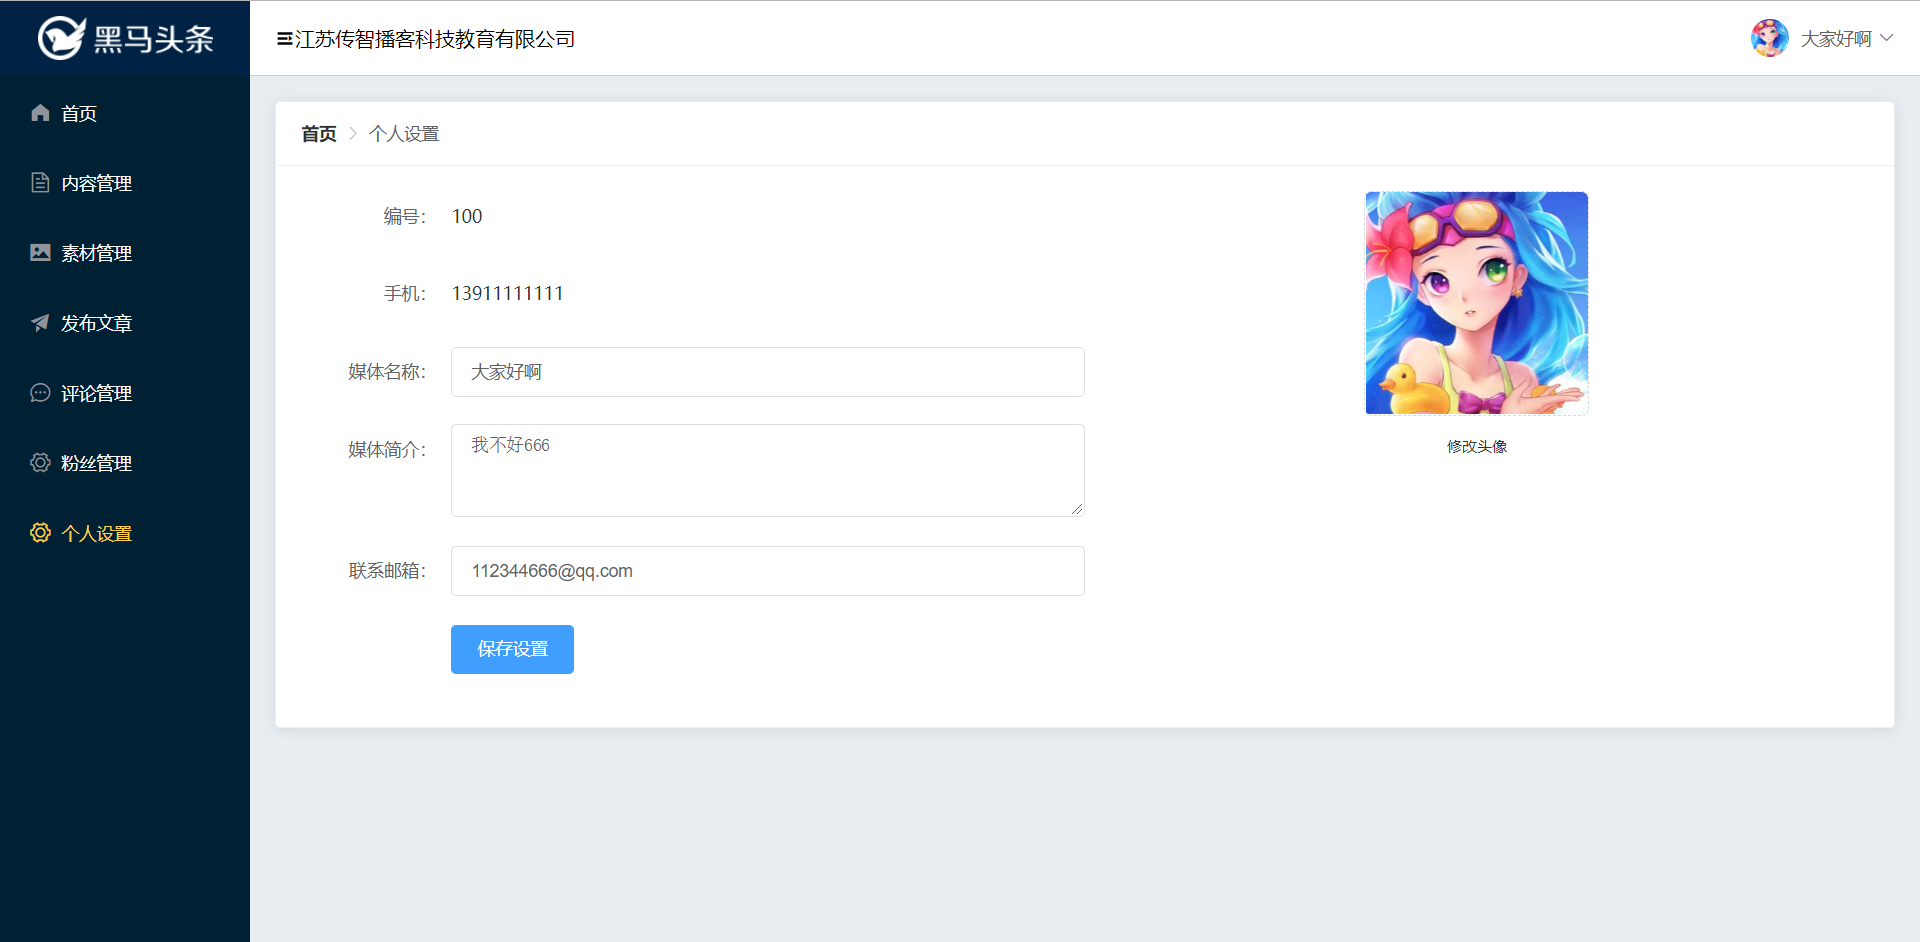 黑马头条
江苏传智播客科技教育有限公司
大家好啊
首页
内容管理
素材管理
发布文章
评论管理
粉丝管理
个人设置
首页 > 个人设置
编号： 100
手机： 13911111111
媒体名称： 大家好啊
媒体简介： 我不好666
联系邮箱： 112344666@qq.com
保存设置
修改头像